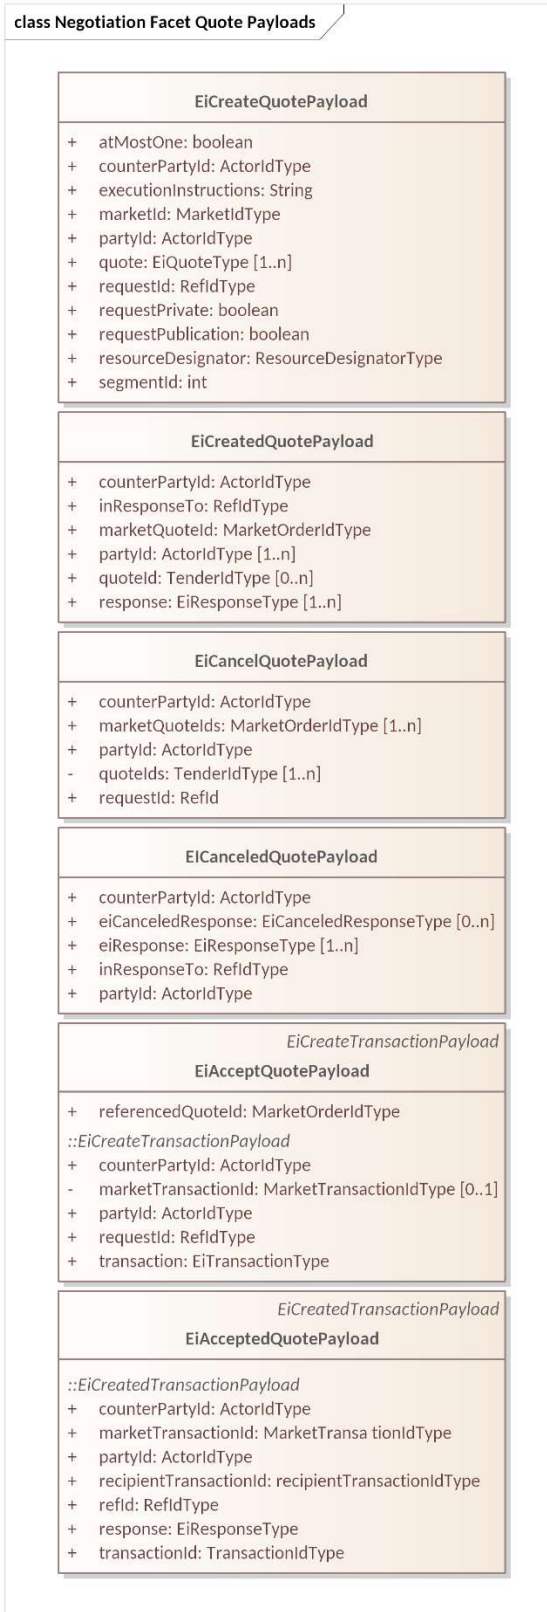 class Negotiation Facet Quote Payloads
EiCreateQuotePayload
+ atMostOne: boolean
+ counterPartyId: ActorIdType
+ executionInstructions: String
+ marketId: MarketIdType
+ partyId: ActorIdType
+ quote: EiQuoteType [1..n]
+ requestId: RefIdType
+ requestPrivate: boolean
+ requestPublication: boolean
+ resourceDesignator: ResourceDesignatorType
+ segmentId: int
EiCreatedQuotePayload
+ counterPartyId: ActorIdType
+ inResponseTo: RefIdType
+ marketQuoteId: MarketOrderIdType
+ partyId: ActorIdType [1..n]
+ quoteId: TenderIdType [0..n]
+ response: EiResponseType [1..n]
EiCancelQuotePayload
+ counterPartyId: ActorIdType
+ marketQuoteIds: MarketOrderIdType [1..n]
+ partyId: ActorIdType
- quoteIds: TenderIdType [1..n]
+ requestId: RefId
EICanceledQuotePayload
+ counterPartyId: ActorIdType
+ eiCanceledResponse: EiCanceledResponseType [0..n]
+ eiResponse: EiResponseType [1..n]
+ inResponseTo: RefIdType
+ partyId: ActorIdType
EiCreateTransactionPayload
EiAcceptQuotePayload
+ referencedQuoteId: MarketOrderIdType
::EiCreateTransactionPayload
+ counterPartyId: ActorIdType
- marketTransactionId: MarketTransactionIdType [0..1]
+ partyId: ActorIdType
+ requestId: RefIdType
+ transaction: EiTransactionType
EiCreatedTransactionPayload
EiAcceptedQuotePayload
::EiCreatedTransactionPayload
+ counterPartyId: ActorIdType
+ marketTransactionId: MarketTransa tionIdType
+ partyId: ActorIdType
+ recipientTransactionId: recipientTransactionIdType
+ refId: RefIdType
+ response: EiResponseType
+ transactionId: TransactionIdType